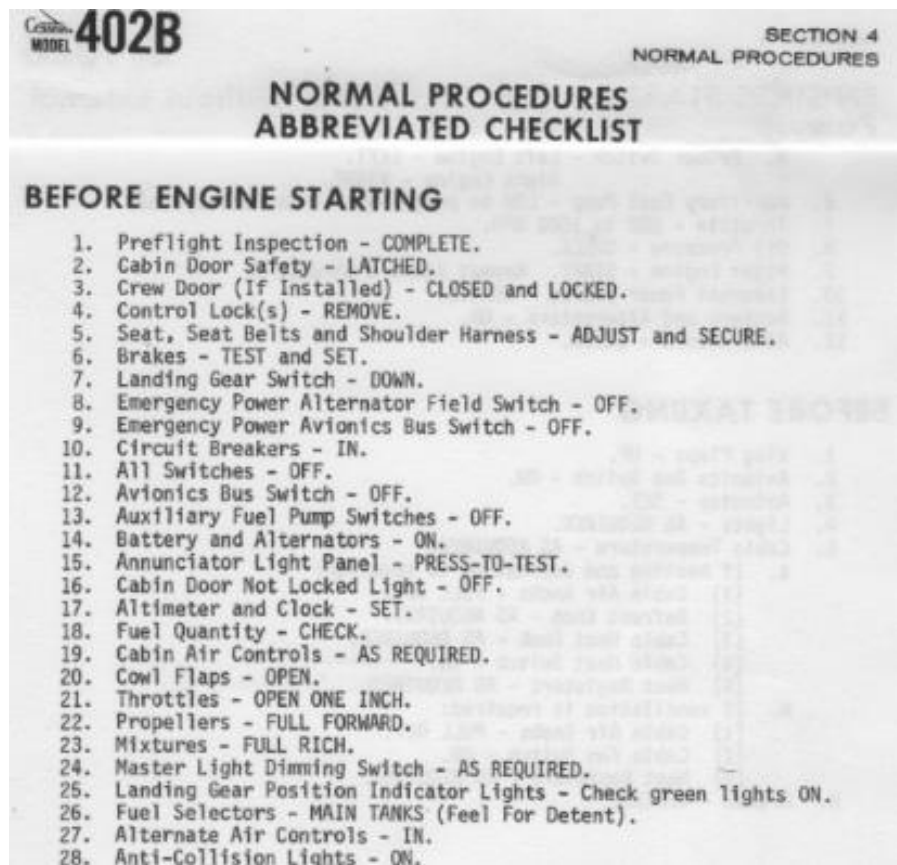 Cessna
MODEL 402B
SECTION 4
NORMAL PROCEDURES
NORMAL PROCEDURES
ABBREVIATED CHECKLIST
BEFORE ENGINE STARTING
1. Preflight Inspection - COMPLETE.
2. Cabin Door Safety - LATCHED.
3. Crew Door (If Installed) - CLOSED and LOCKED.
4. Control Lock(s) - REMOVE.
5. Seat, Seat Belts and Shoulder Harness - ADJUST and SECURE.
6. Brakes - TEST and SET.
7. Landing Gear Switch - DOWN.
8. Emergency Power Alternator Field Switch - OFF.
9. Emergency Power Avionics Bus Switch - OFF.
10. Circuit Breakers - IN.
11. All Switches - OFF.
12. Avionics Bus Switch - OFF.
13. Auxiliary Fuel Pump Switches - OFF.
14. Battery and Alternators - ON.
15. Annunciator Light Panel - PRESS-TO-TEST.
16. Cabin Door Not Locked Light - OFF.
17. Altimeter and Clock - SET.
18. Fuel Quantity - CHECK.
19. Cabin Air Controls - AS REQUIRED.
20. Cowl Flaps - OPEN.
21. Throttles - OPEN ONE INCH.
22. Propellers - FULL FORWARD.
23. Mixtures - FULL RICH.
24. Master Light Dimming Switch - AS REQUIRED.
25. Landing Gear Position Indicator Lights - Check green lights ON.
26. Fuel Selectors - MAIN TANKS (Feel For Detent).
27. Alternate Air Controls - IN.
28. Anti-Collision Lights - ON.